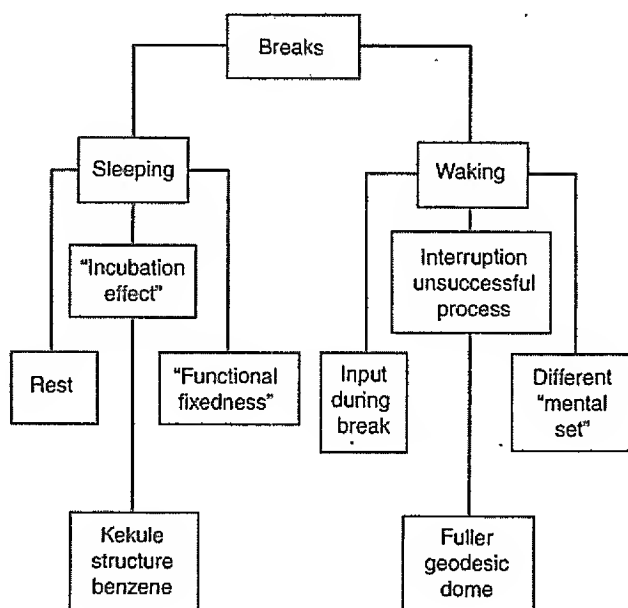 Breaks
Sleeping
Waking
"Incubation
effect"
Interruption
unsuccessful
process
Rest
"Functional
fixedness"
Input
during
break
Different
"mental
set"
Kekule
structure
benzene
Fuller
geodesic
dome